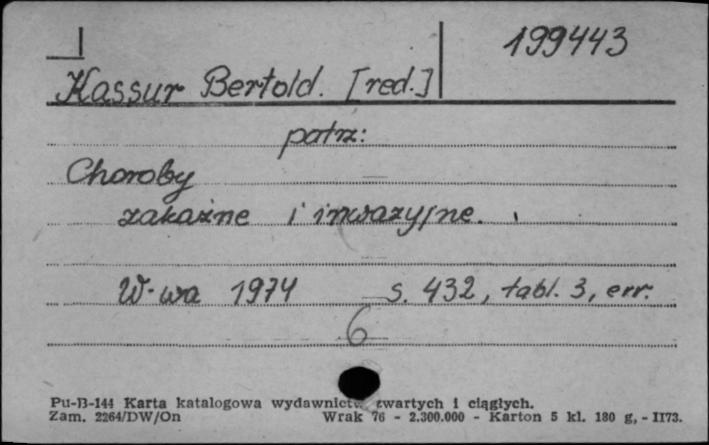 199443
Kassur Bertold. [red.]
patrz:
Choroby
zakaźne i inwazyjne.
W-wa 1974 s. 432, tabl. 3, err.
6
Pu-B-144 Karta katalogowa wydawnictw zwartych i ciągłych.
Zam. 2264/DW/On Wrak 76 - 2.300.000 - Karton 5 kl. 180 g, - II73.